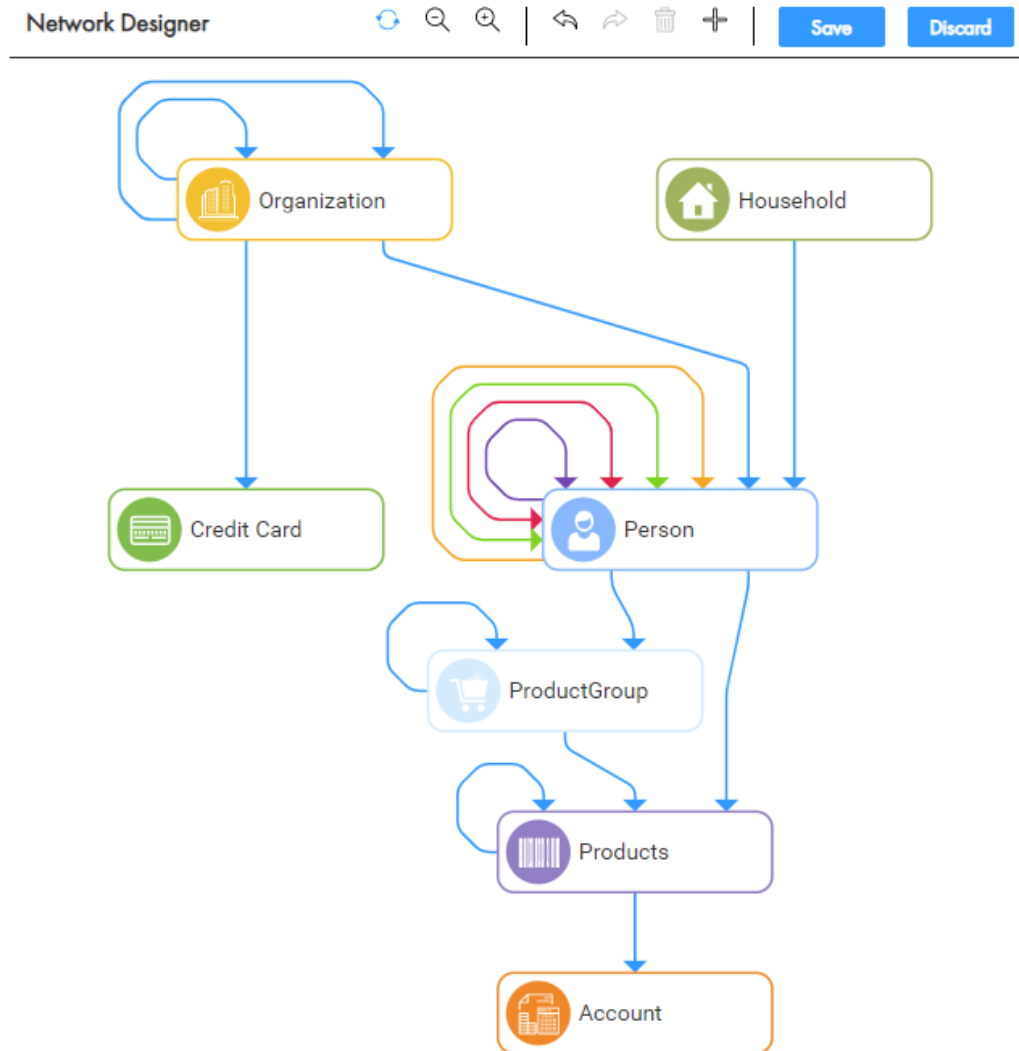 Network Designer
Save
Discard
Organization
Household
Credit Card
Person
ProductGroup
Products
Account